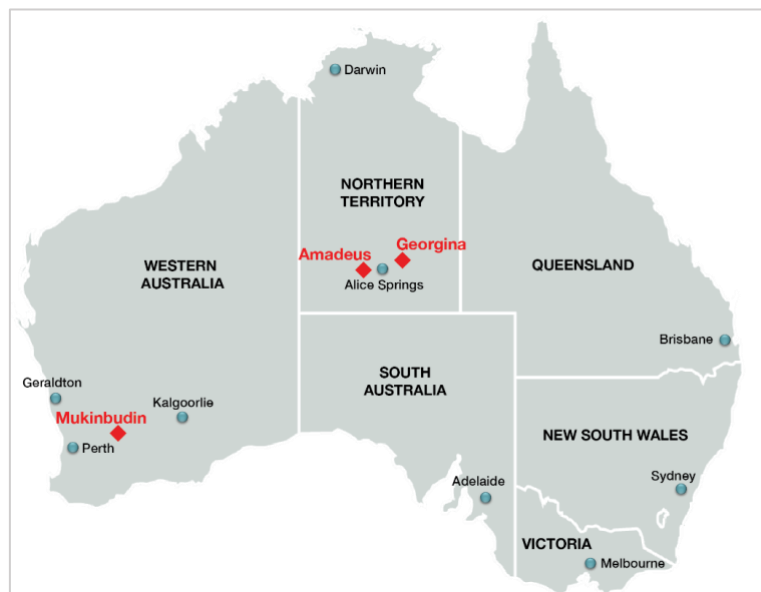 Darwin
NORTHERN
TERRITORY
Georgina
Amadeus
Alice Springs
WESTERN
AUSTRALIA
QUEENSLAND
Brisbane
SOUTH
AUSTRALIA
Geraldton
Kalgoorlie
Mukinbudin
Perth
NEW SOUTH WALES
Adelaide
Sydney
VICTORIA
Melbourne